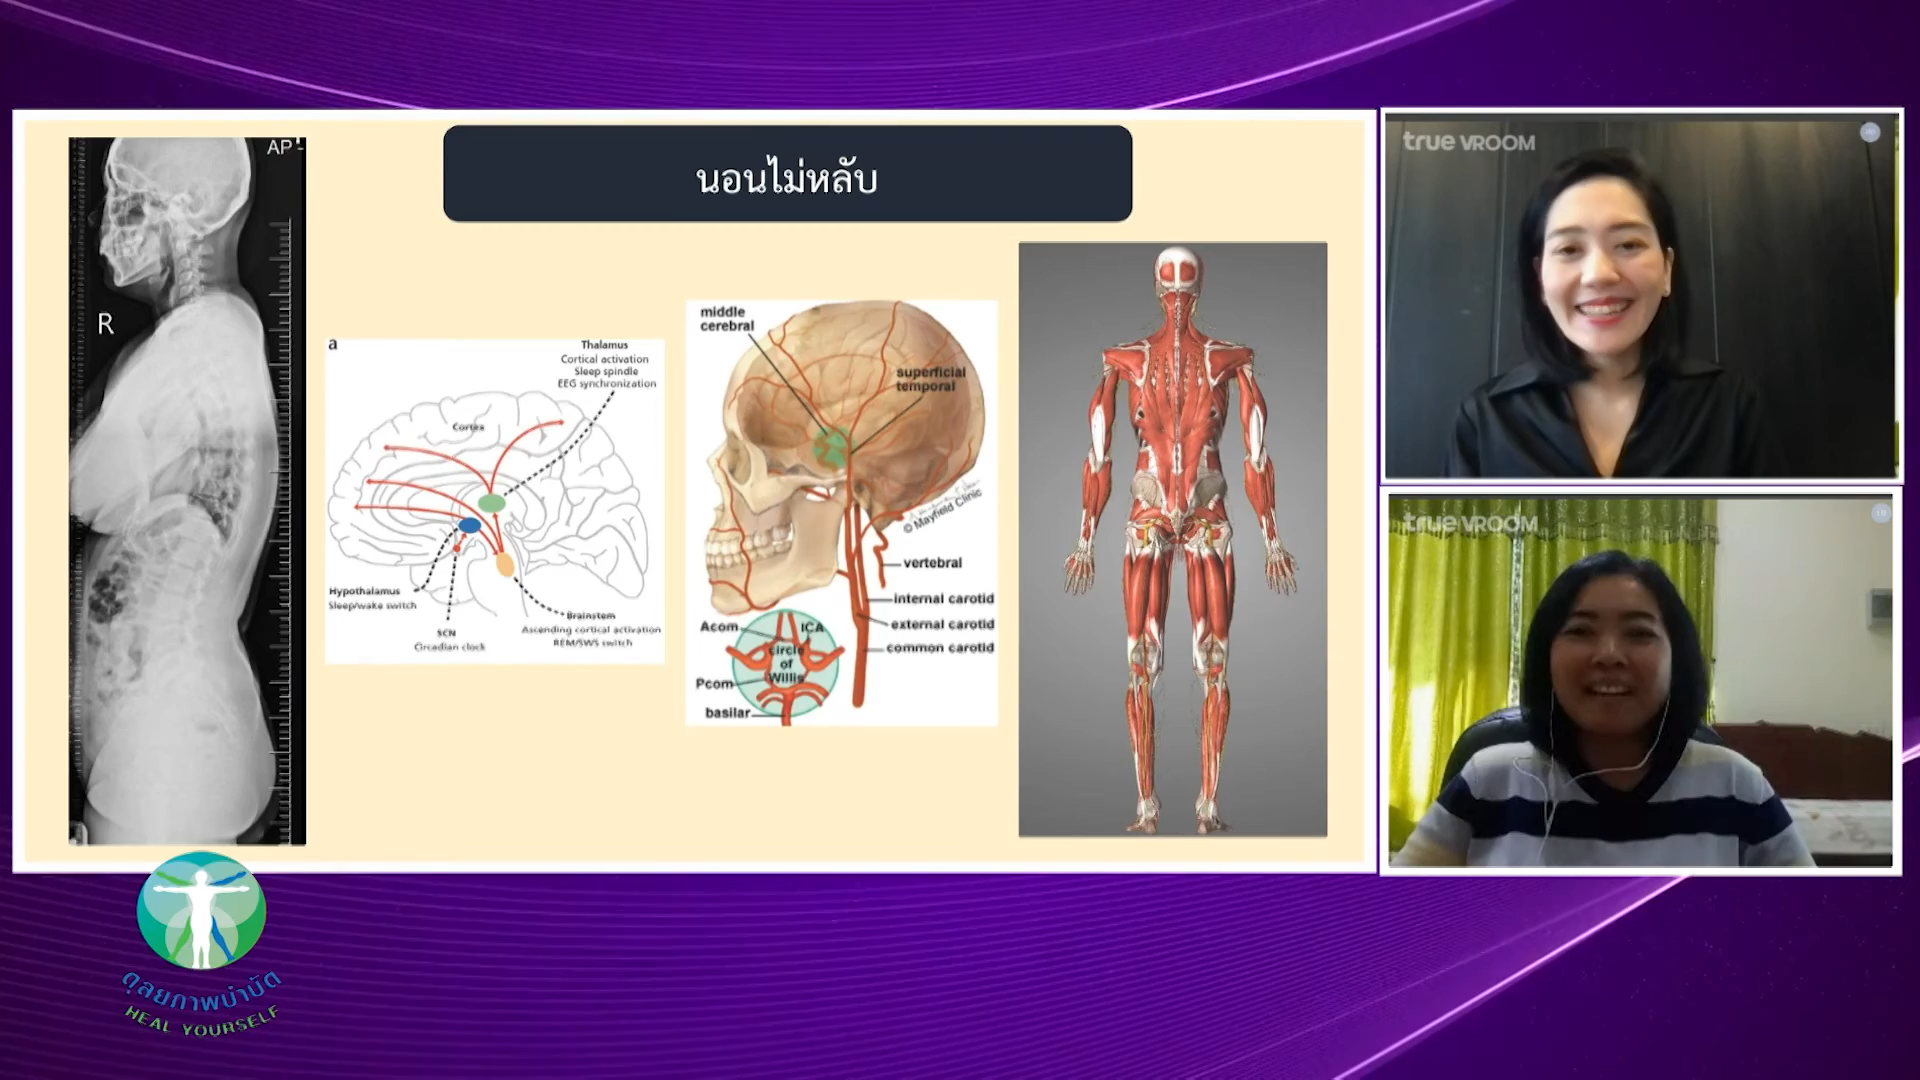 นอนไม่หลับ
AP
R
a
Thalamus
Cortical activation
Sleep spindle
EEG synchronization
Cortex
Hypothalamus
Sleep/wake switch
SCN
Circadian clock
Brainstem
Ascending cortical activation
REM/SWS switch
middle
cerebral
superficial
temporal
© Mayfield Clinic
vertebral
internal carotid
external carotid
common carotid
Acom
ICA
circle
of
Willis
Pcom
basilar
true VROOM
true VROOM
ดุลยภาพบำบัด
HEAL YOURSELF